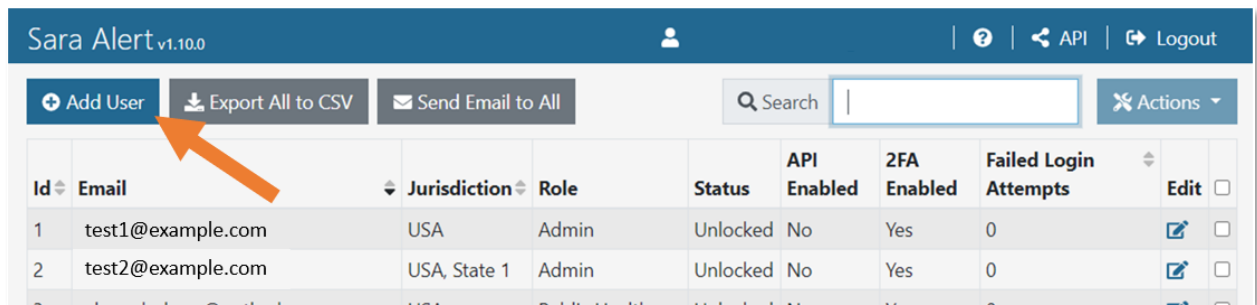 Sara Alert v1.10.0 API Logout
Add User Export All to CSV Send Email to All Search Actions
Id Email Jurisdiction Role Status API Enabled 2FA Enabled Failed Login Attempts Edit
1 test1@example.com USA Admin Unlocked No Yes 0
2 test2@example.com USA, State 1 Admin Unlocked No Yes 0